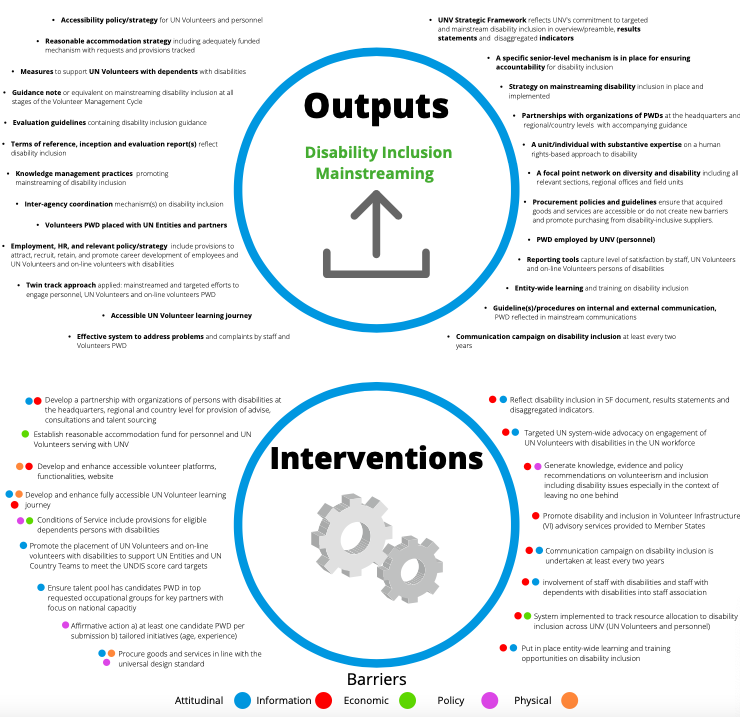 Accessibility policy/strategy for UN Volunteers and personnel
Reasonable accommodation strategy including adequately funded
mechanism with requests and provisions tracked
Measures to support UN Volunteers with dependents with disabilities
Guidance note or equivalent on mainstreaming disability inclusion at all
stages of the Volunteer Management Cycle
Evaluation guidelines containing disability inclusion guidance
Terms of reference, inception and evaluation report(s) reflect
disability inclusion
Knowledge management practices promoting
mainstreaming of disability inclusion
Inter-agency coordination mechanism(s) on disability inclusion
Volunteers PWD placed with UN Entities and partners
Employment, HR, and relevant policy/strategy include provisions to
attract, recruit, retain, and promote career development of employees and
UN Volunteers and on-line volunteers with disabilities
Twin track approach applied: mainstreamed and targeted efforts to
engage personnel, UN Volunteers and on-line volunteers PWD
Accessible UN Volunteer learning journey
Effective system to address problems and complaints by staff and
Volunteers PWD
Outputs
Disability Inclusion
Mainstreaming
UNV Strategic Framework reflects UNV's commitment to targeted
and mainstream disability inclusion in overview/preamble, results
statements and disaggregated indicators
A specific senior-level mechanism is in place for ensuring
accountability for disability inclusion
Strategy on mainstreaming disability inclusion in place and
implemented
Partnerships with organizations of PWDs at the headquarters and
regional/country levels with accompanying guidance
A unit/individual with substantive expertise on a human
rights-based approach to disability
A focal point network on diversity and disability including all
relevant sections, regional offices and field units
Procurement policies and guidelines ensure that acquired
goods and services are accessible or do not create new barriers
and promote purchasing from disability-inclusive suppliers.
PWD employed by UNV (personnel)
Reporting tools capture level of satisfaction by staff, UN Volunteers
and on-line Volunteers persons of disabilities
Entity-wide learning and training on disability inclusion
Guideline(s)/procedures on internal and external communication,
PWD reflected in mainstream communications
Communication campaign on disability inclusion at least every two
years
Develop a partnership with organizations of persons with disabilities at
the headquarters, regional and country level for provision of advise,
consultations and talent sourcing
Establish reasonable accommodation fund for personnel and UN
Volunteers serving with UNV
Develop and enhance accessible volunteer platforms,
functionalities, website
Develop and enhance fully accessible UN Volunteer learning
journey
Conditions of Service include provisions for eligible
dependents persons with disabilities
Promote the placement of UN Volunteers and on-line
volunteers with disabilities to support UN Entities and UN
Country Teams to meet the UNDIS score card targets
Ensure talent pool has candidates PWD in top
requested occupational groups for key partners with
focus on national capacitiy
Affirmative action a) at least one candidate PWD per
submission b) tailored initiatives (age, experience)
Procure goods and services in line with the
universal design standard
Interventions
Reflect disability inclusion in SF document, results statements and
disaggregated indicators
Targeted UN system-wide advocacy on engagement of
UN Volunteers with disabilities in the UN workforce
Generate knowledge, evidence and policy
recommendations on volunteerism and inclusion
including disability issues especially in the context of
leaving no one behind
Promote disability and inclusion in Volunteer Infrastructure
(VI) advisory services provided to Member States
Communication campaign on disability inclusion is
undertaken at least every two years
involvement of staff with disabilities and staff with
dependents with disabilities into staff association
System implemented to track resource allocation to disability
inclusion across UNV (UN Volunteers and personnel)
Put in place entity-wide learning and training
opportunities on disability inclusion
Barriers
Attitudinal Information Economic Policy Physical